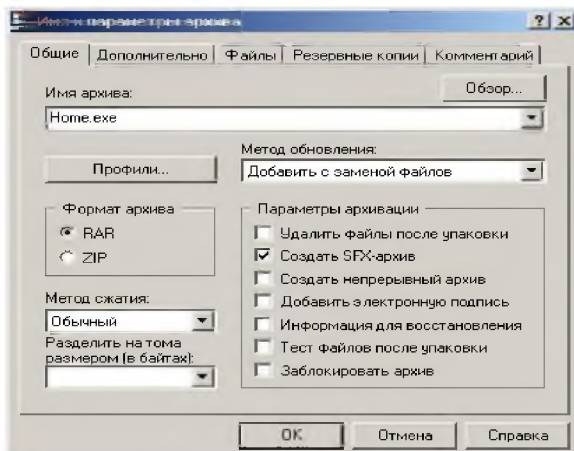 Имя и параметры архива
Общие Дополнительно Файлы Резервные копии Комментарий
Имя архива:
Обзор...
Home.exe
Метод обновления:
Профили...
Добавить с заменой файлов
Формат архива
RAR
ZIP
Метод сжатия:
Обычный
Разделить на тома
размером (в байтах):
Параметры архивации
Удалить файлы после упаковки
Создать SFX-архив
Создать непрерывный архив
Добавить электронную подпись
Информация для восстановления
Тест файлов после упаковки
Заблокировать архив
OK Отмена Справка